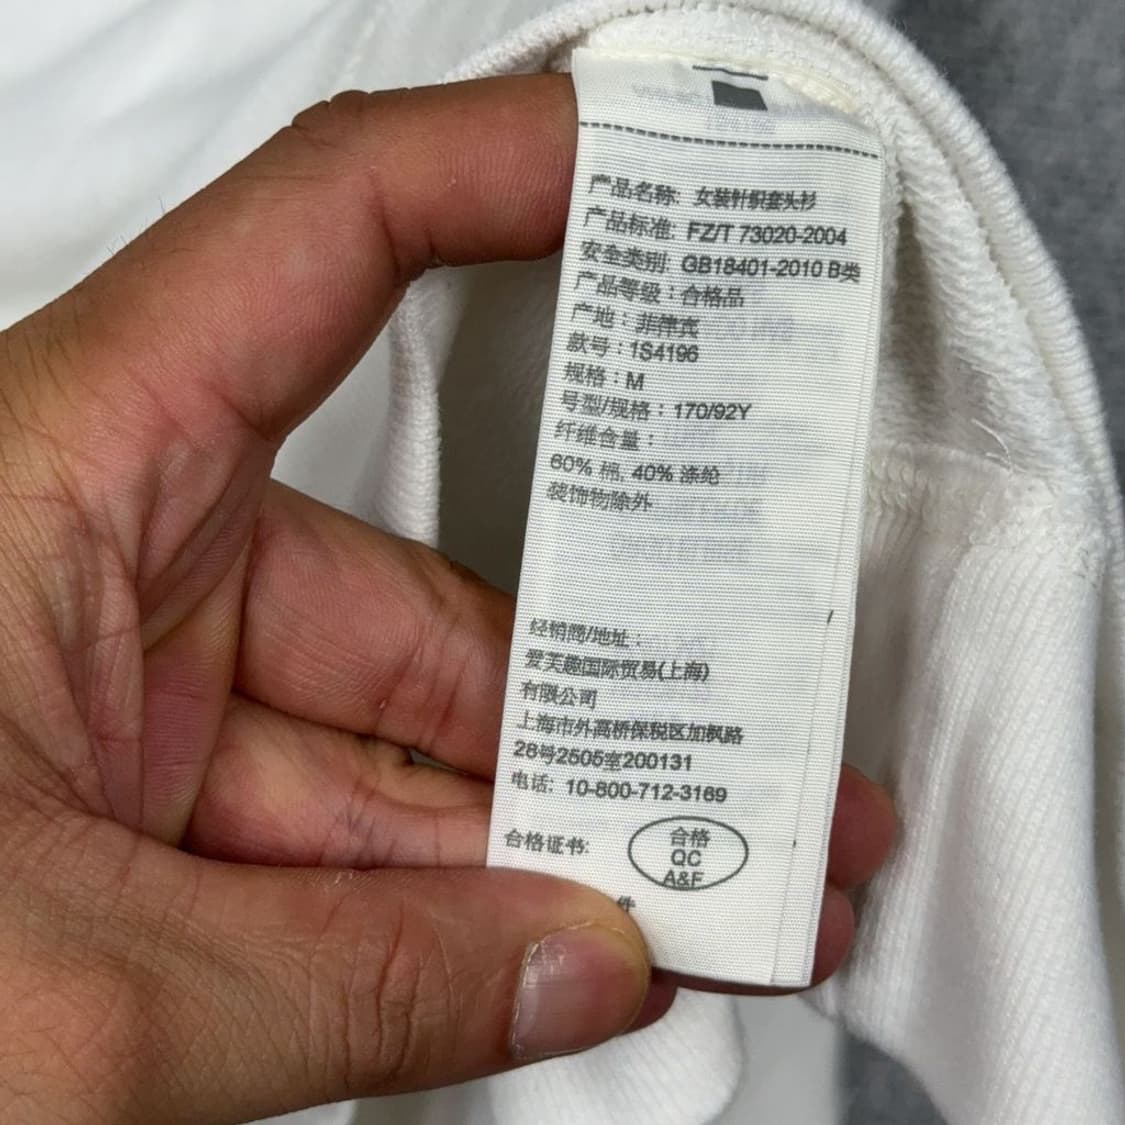 产品名称: 女装针织套头衫
产品标准: FZ/T 73020-2004
安全类别: GB18401-2010 B类
产品等级：合格品
产地：菲律宾
款号：1S4196
规格：M
号型/规格：170/92Y
纤维含量：
60% 棉, 40% 涤纶
装饰物除外
经销商/地址：
爱芙趣国际贸易(上海)
有限公司
上海市外高桥保税区加枫路
28号2505室200131
电话: 10-800-712-3169
合格证书:
合格
QC
A&F
件